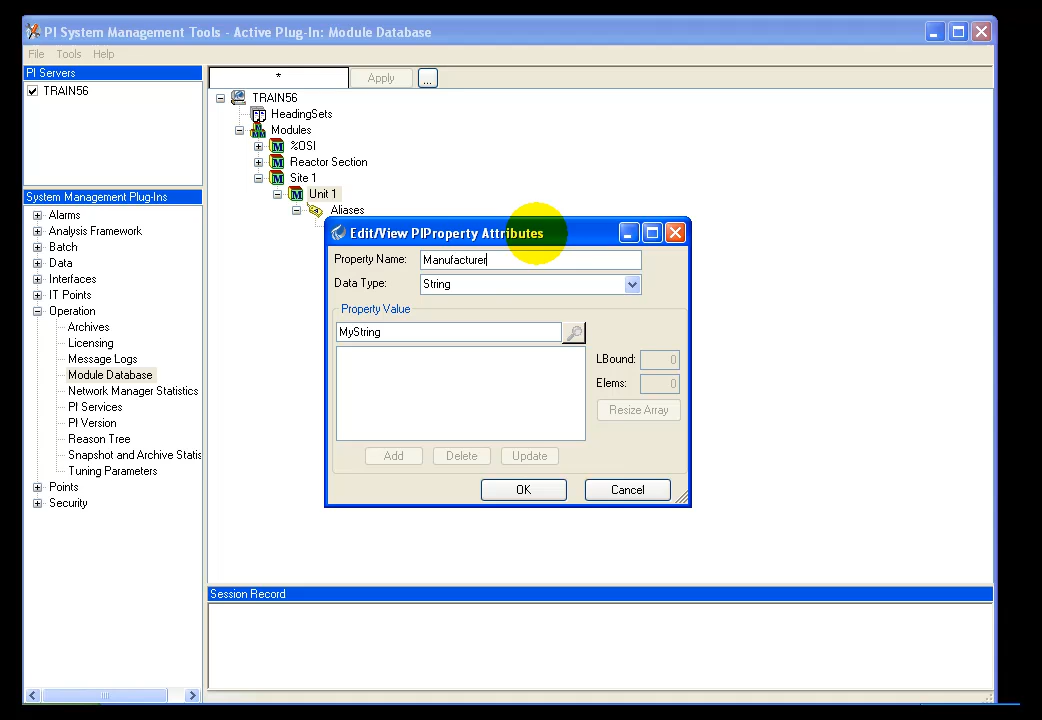 PI System Management Tools - Active Plug-In: Module Database
File Tools Help
PI Servers
TRAIN56
System Management Plug-Ins
Alarms
Analysis Framework
Batch
Data
Interfaces
IT Points
Operation
Archives
Licensing
Message Logs
Module Database
Network Manager Statistics
PI Services
PI Version
Reason Tree
Snapshot and Archive Statis
Tuning Parameters
Points
Security
* Apply ...
TRAIN56
HeadingSets
Modules
%OSI
Reactor Section
Site 1
Unit 1
Aliases
Edit/View PIProperty Attributes
Property Name: Manufacturer
Data Type: String
Property Value
MyString
LBound: 0
Elems: 0
Resize Array
Add Delete Update
OK Cancel
Session Record